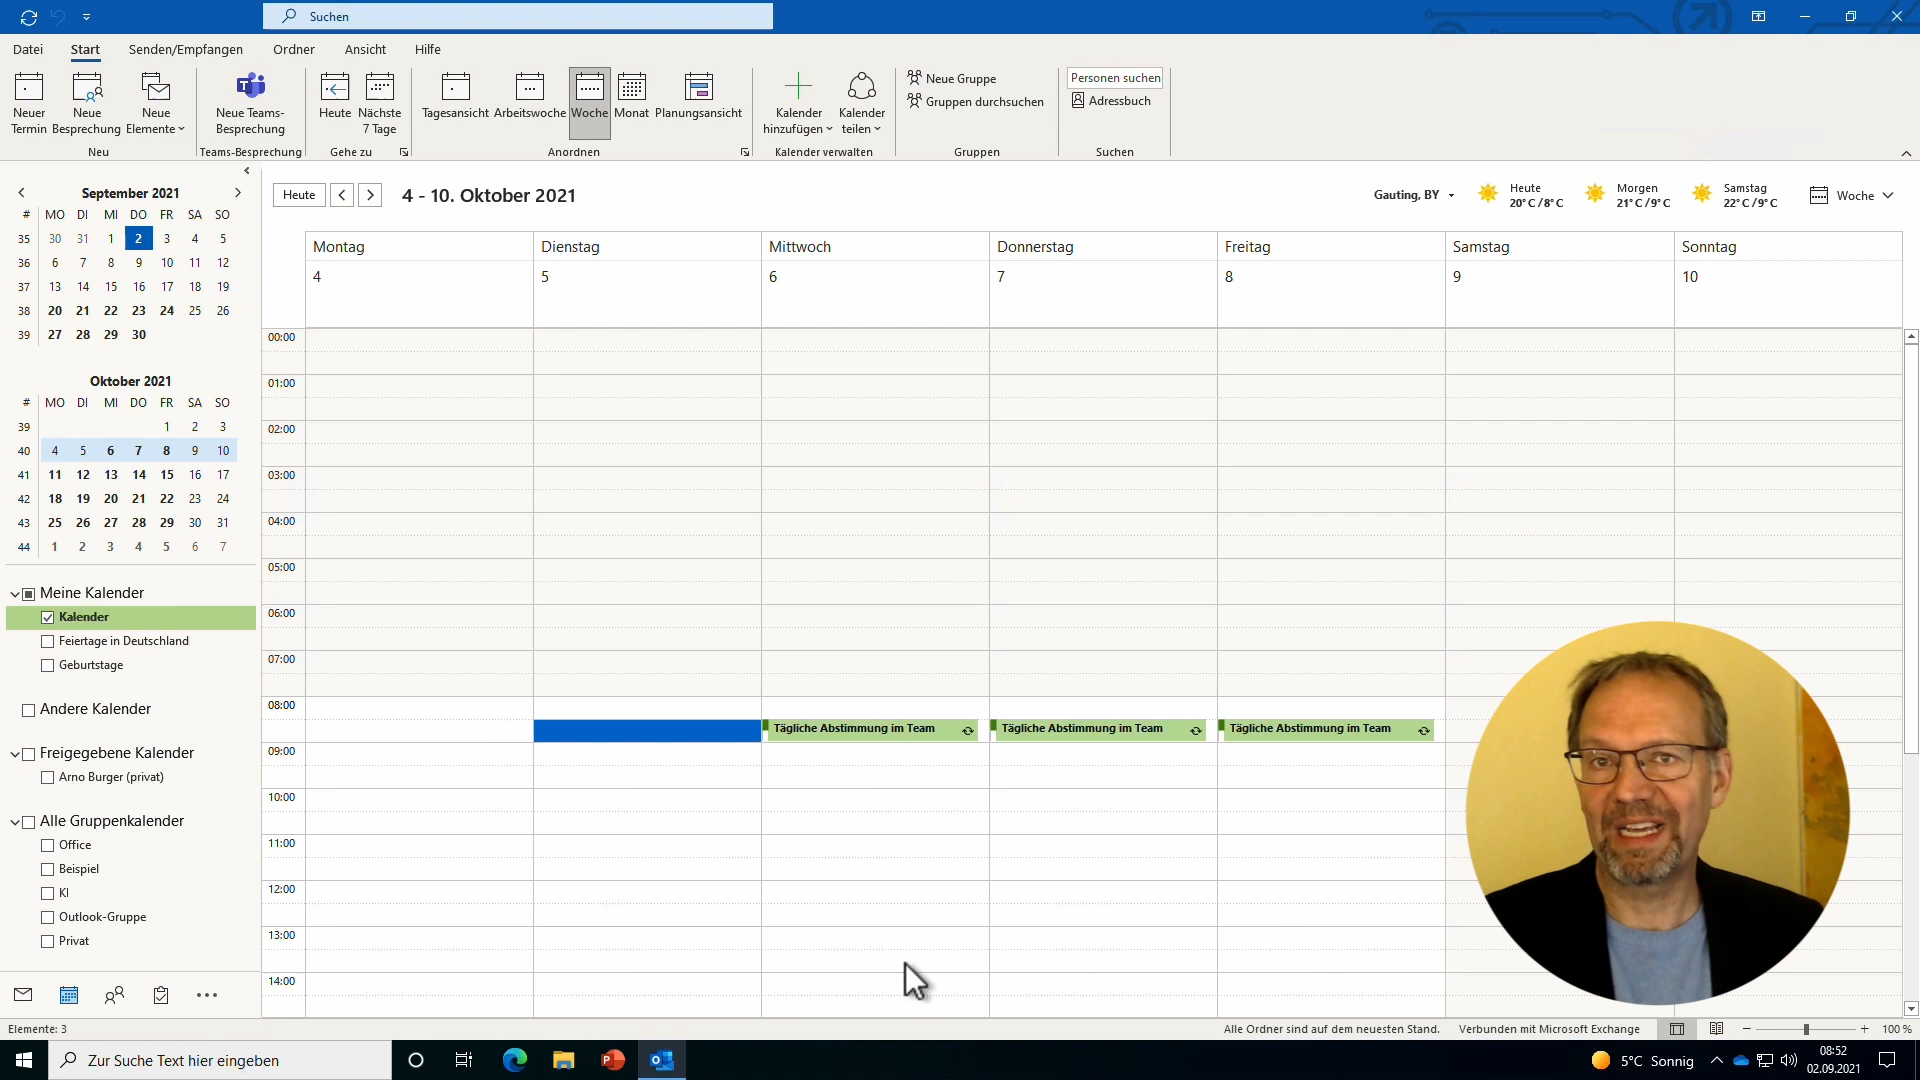 Suchen
Datei Start Senden/Empfangen Ordner Ansicht Hilfe
Neuer Termin
Neue Besprechung
Neue Elemente
Neu
Neue Teams-Besprechung
Teams-Besprechung
Heute
Nächste 7 Tage
Gehe zu
Tagesansicht Arbeitswoche Woche Monat Planungsansicht
Anordnen
Kalender hinzufügen
Kalender teilen
Kalender verwalten
Neue Gruppe
Gruppen durchsuchen
Gruppen
Personen suchen
Adressbuch
Suchen
September 2021
# MO DI MI DO FR SA SO
35 30 31 1 2 3 4 5
36 6 7 8 9 10 11 12
37 13 14 15 16 17 18 19
38 20 21 22 23 24 25 26
39 27 28 29 30
Oktober 2021
# MO DI MI DO FR SA SO
39 1 2 3
40 4 5 6 7 8 9 10
41 11 12 13 14 15 16 17
42 18 19 20 21 22 23 24
43 25 26 27 28 29 30 31
44 1 2 3 4 5 6 7
Meine Kalender
Kalender
Feiertage in Deutschland
Geburtstage
Andere Kalender
Freigegebene Kalender
Arno Burger (privat)
Alle Gruppenkalender
Office
Beispiel
KI
Outlook-Gruppe
Privat
Heute 4 - 10. Oktober 2021
Gauting, BY
Heute
20°C/8°C
Morgen
21°C/9°C
Samstag
22°C/9°C
Woche
Montag Dienstag Mittwoch Donnerstag Freitag Samstag Sonntag
4 5 6 7 8 9 10
00:00
01:00
02:00
03:00
04:00
05:00
06:00
07:00
08:00
Tägliche Abstimmung im Team Tägliche Abstimmung im Team Tägliche Abstimmung im Team
09:00
10:00
11:00
12:00
13:00
14:00
Elemente: 3
Alle Ordner sind auf dem neuesten Stand. Verbunden mit Microsoft Exchange 100 %
Zur Suche Text hier eingeben
5°C Sonnig
08:52
02.09.2021